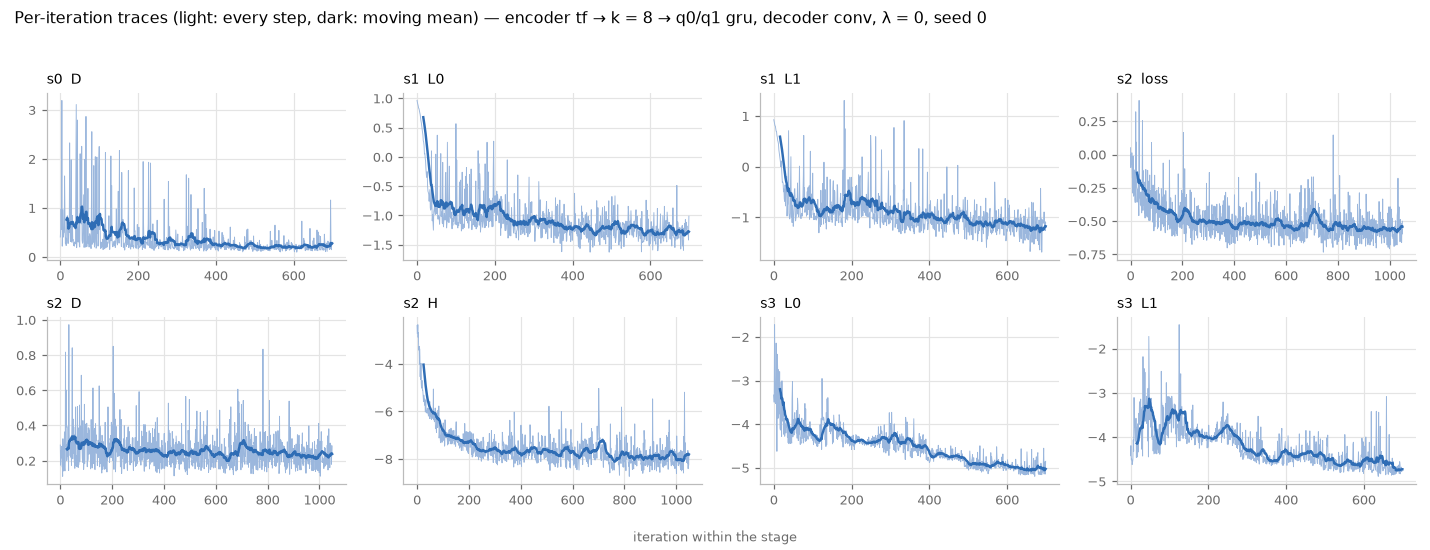 Per-iteration traces (light: every step, dark: moving mean) — encoder tf → k = 8 → q0/q1 gru, decoder conv, λ = 0, seed 0
s0 D
3
2
1
0
0 200 400 600
s1 L0
1.0
0.5
0.0
−0.5
−1.0
−1.5
0 200 400 600
s1 L1
1
0
−1
0 200 400 600
s2 loss
0.25
0.00
−0.25
−0.50
−0.75
0 200 400 600 800 1000
s2 D
1.0
0.8
0.6
0.4
0.2
0 200 400 600 800 1000
s2 H
−4
−6
−8
0 200 400 600 800 1000
s3 L0
−2
−3
−4
−5
0 200 400 600
s3 L1
−2
−3
−4
−5
0 200 400 600
iteration within the stage